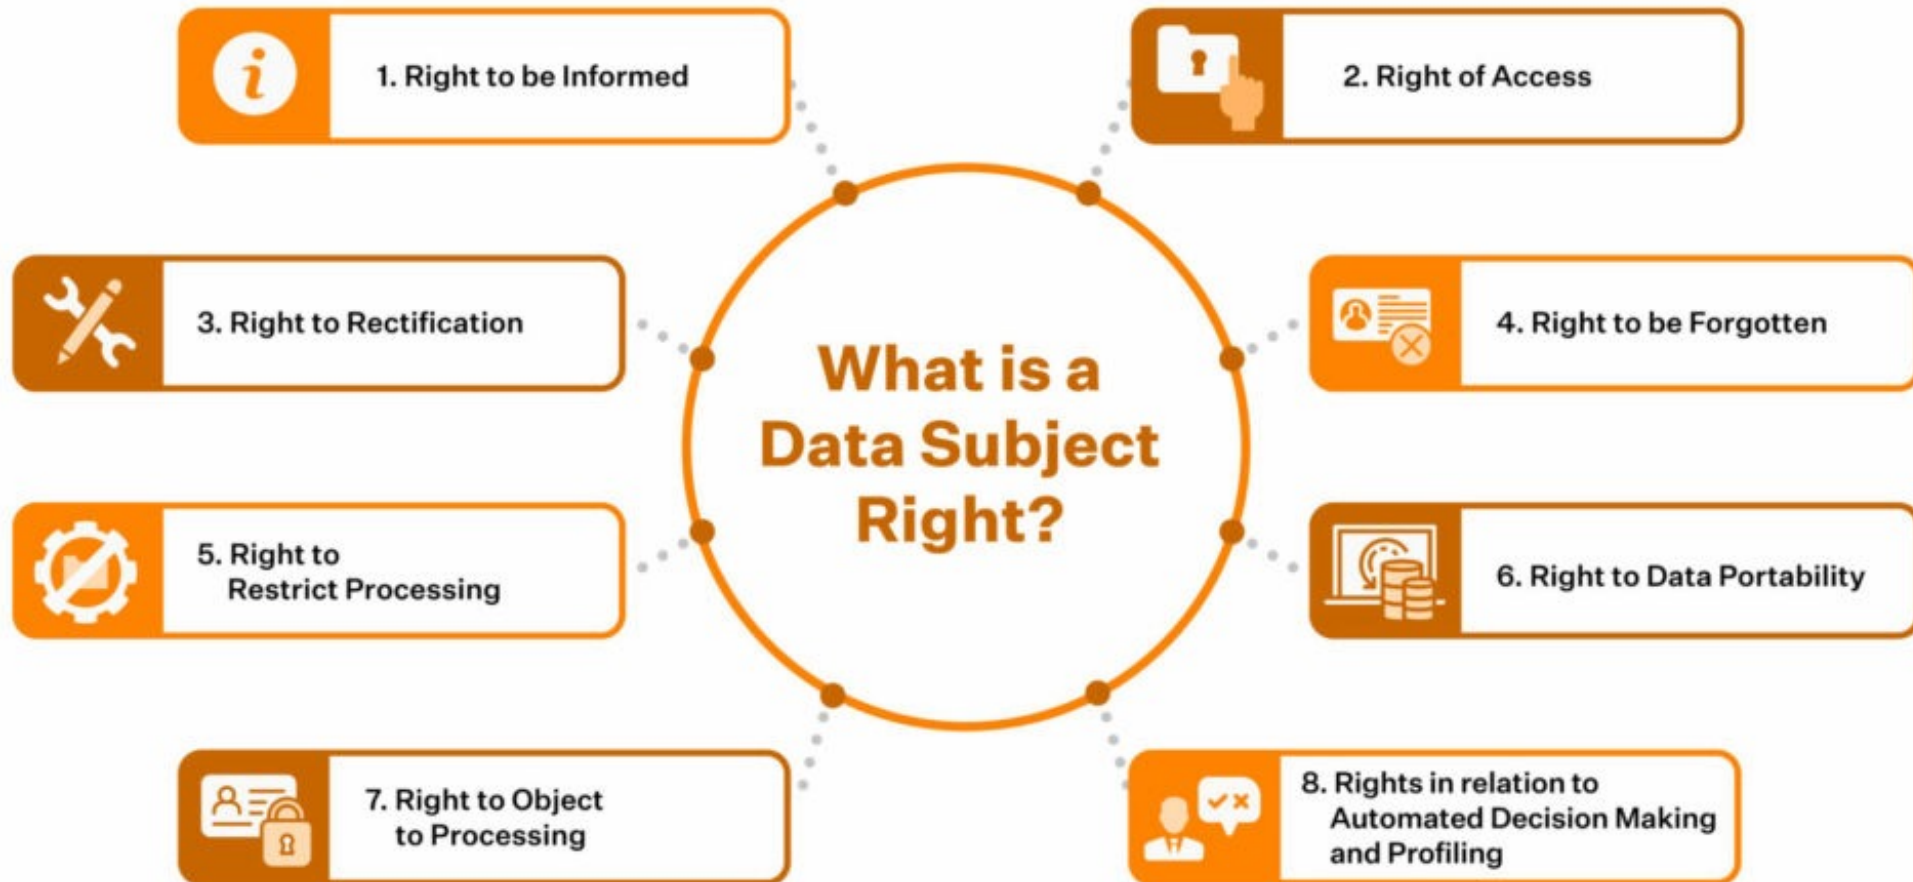 1. Right to be Informed
2. Right of Access
3. Right to Rectification
4. Right to be Forgotten
What is a
Data Subject
Right?
5. Right to
Restrict Processing
6. Right to Data Portability
7. Right to Object
to Processing
8. Rights in relation to
Automated Decision Making
and Profiling